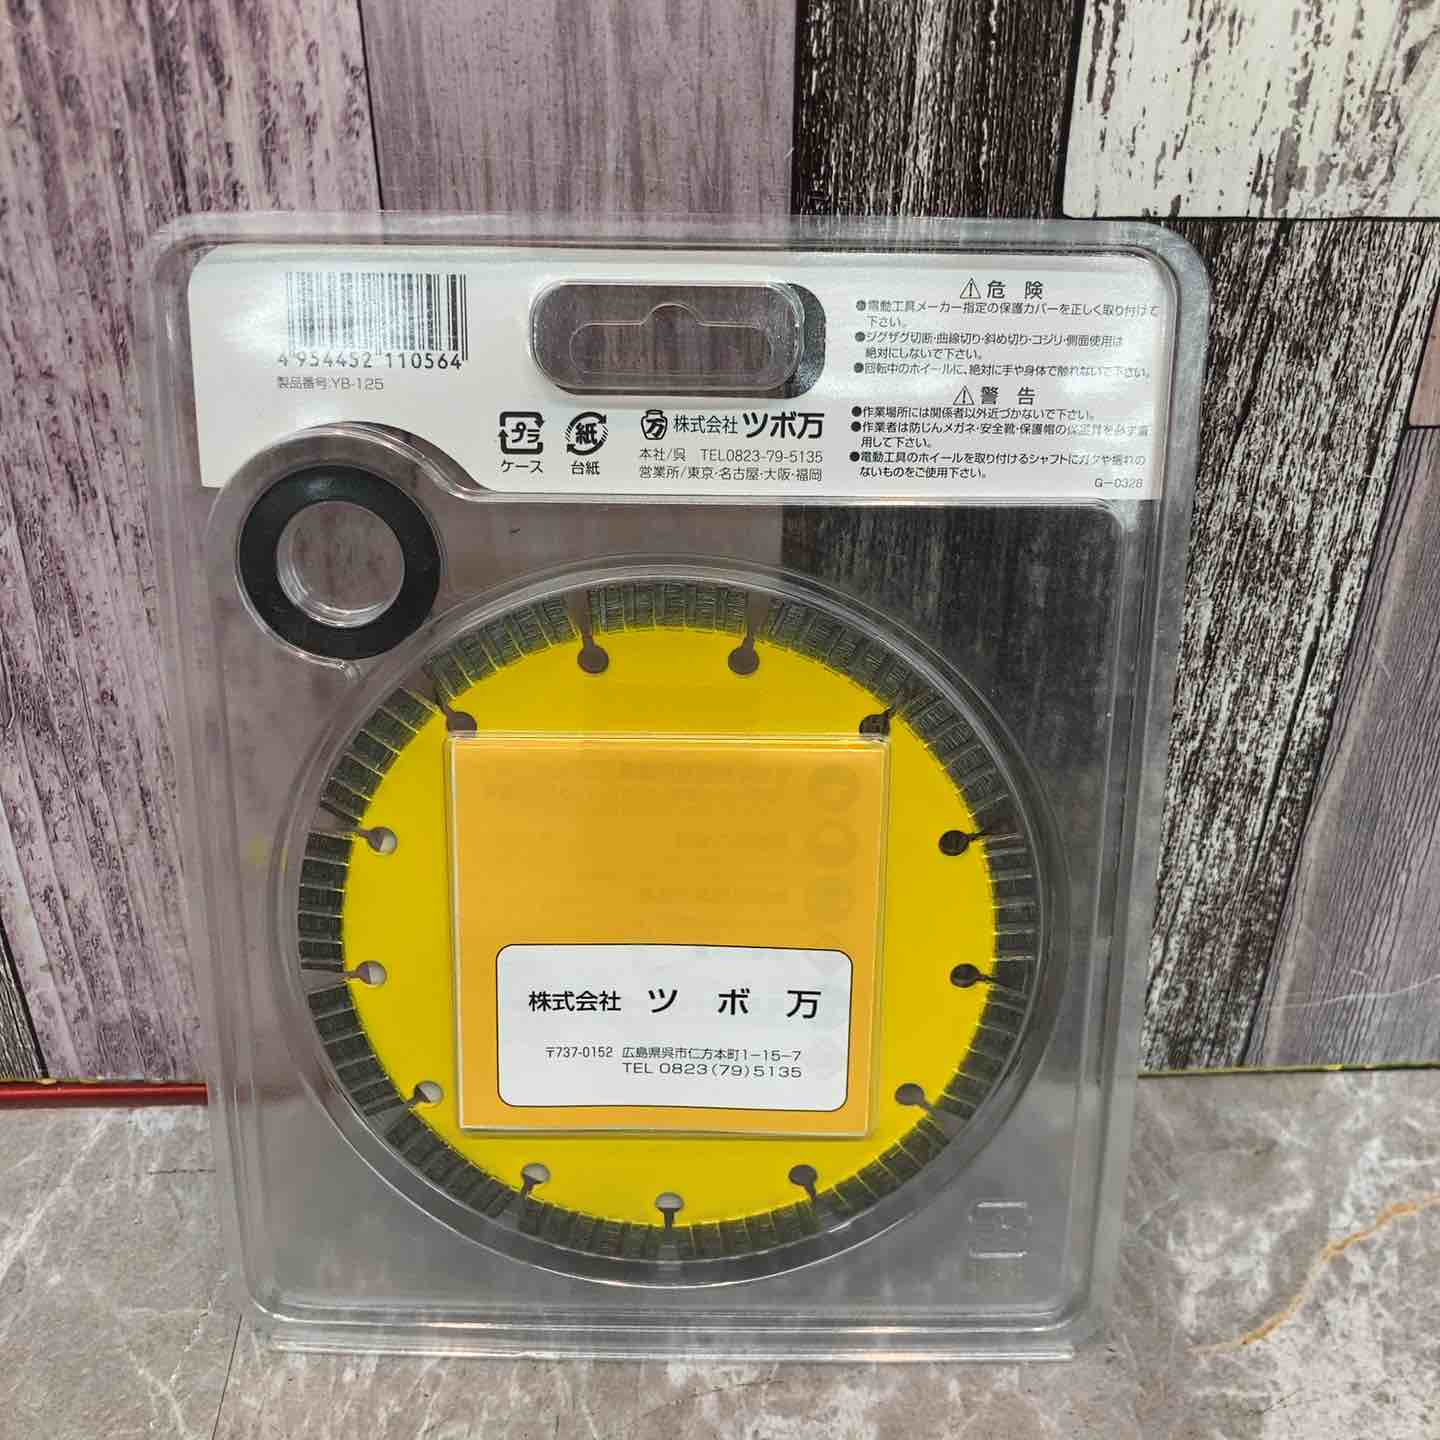 4 954452 110564
製品番号:YB-125
プラ
ケース
紙
台紙
万 株式会社 ツボ万
本社/呉 TEL0823-79-5135
営業所/東京・名古屋・大阪・福岡
⚠危 険
●電動工具メーカー指定の保護カバーを正しく取り付けて
下さい。
●ジグザグ切断・曲線切り・斜め切り・コジリ・側面使用は
絶対にしないで下さい。
●回転中のホイールに、絶対に手や身体で触れないで下さい。
⚠警 告
●作業場所には関係者以外近づかないで下さい。
●作業者は防じんメガネ・安全靴・保護帽の保護具を必ず着
用して下さい。
●電動工具のホイールを取り付けるシャフトにガタや振れの
ないものをご使用下さい。
G-0328
株式会社 ツ ボ 万
〒737-0152 広島県呉市仁方本町1-15-7
TEL 0823(79)5135